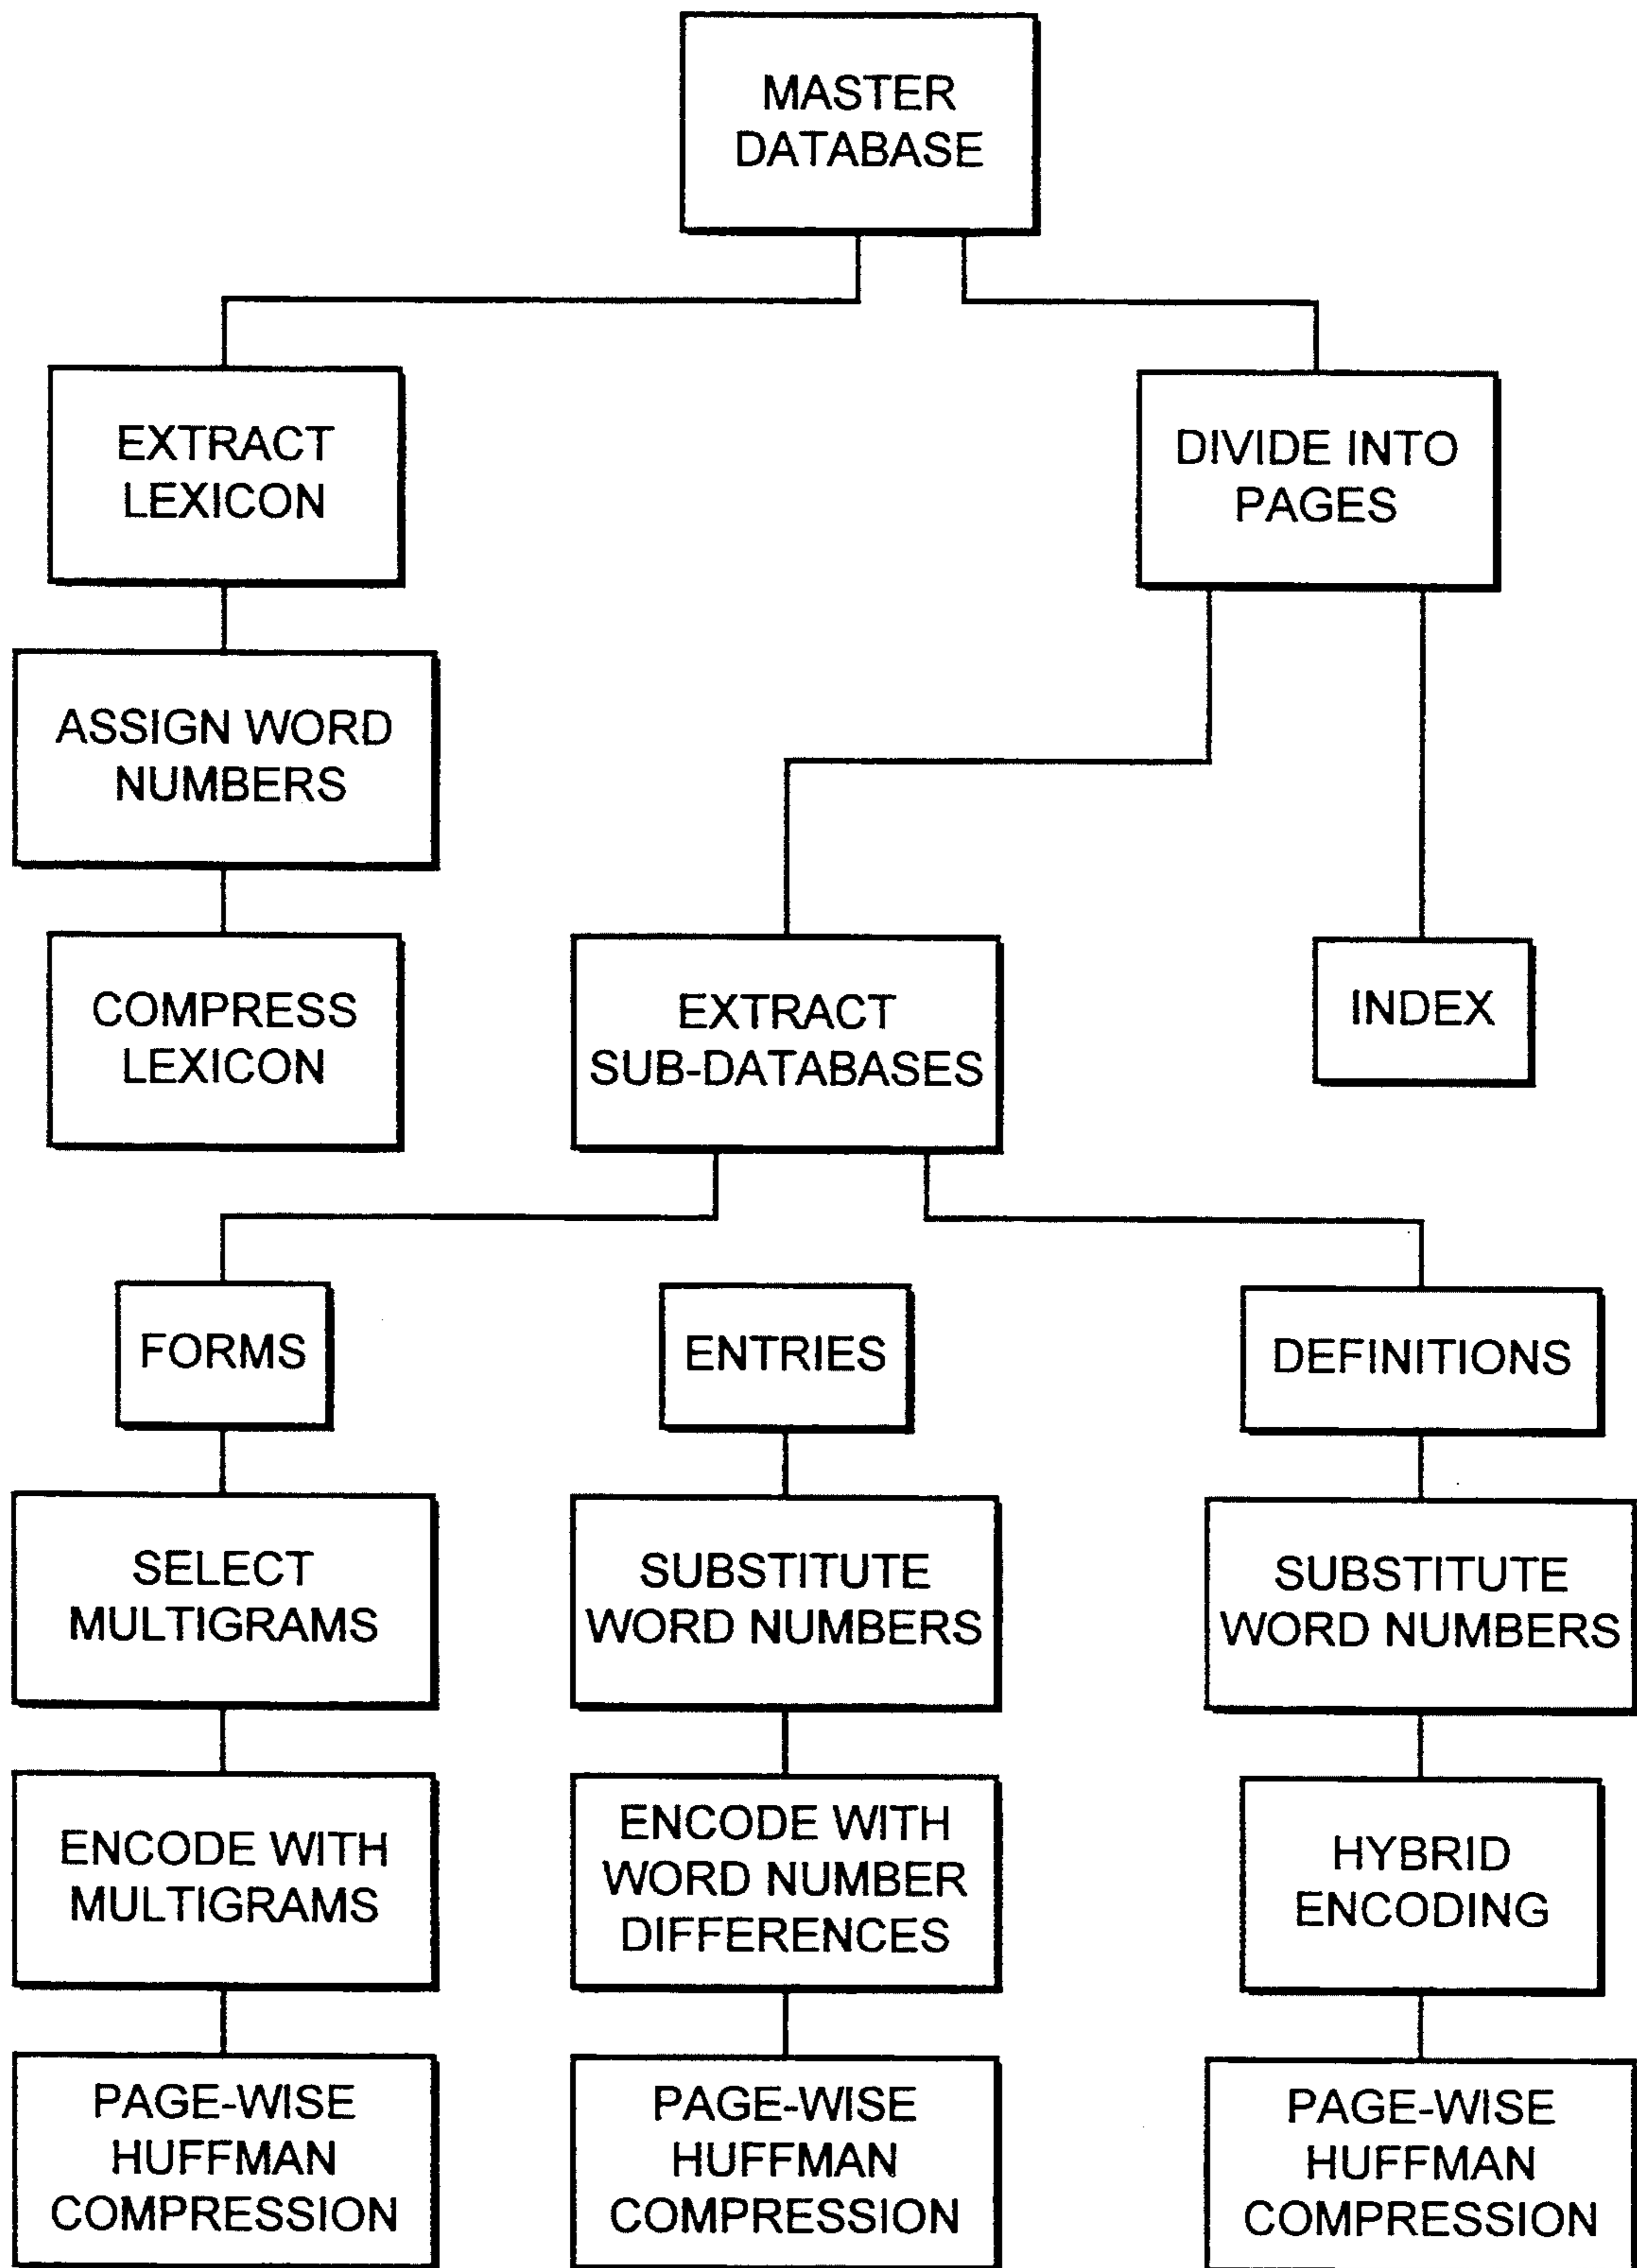 MASTER
DATABASE
EXTRACT
LEXICON
DIVIDE INTO
PAGES
ASSIGN WORD
NUMBERS
COMPRESS
LEXICON
EXTRACT
SUB-DATABASES
INDEX
FORMS
ENTRIES
DEFINITIONS
SELECT
MULTIGRAMS
SUBSTITUTE
WORD NUMBERS
SUBSTITUTE
WORD NUMBERS
ENCODE WITH
MULTIGRAMS
ENCODE WITH
WORD NUMBER
DIFFERENCES
HYBRID
ENCODING
PAGE-WISE
HUFFMAN
COMPRESSION
PAGE-WISE
HUFFMAN
COMPRESSION
PAGE-WISE
HUFFMAN
COMPRESSION